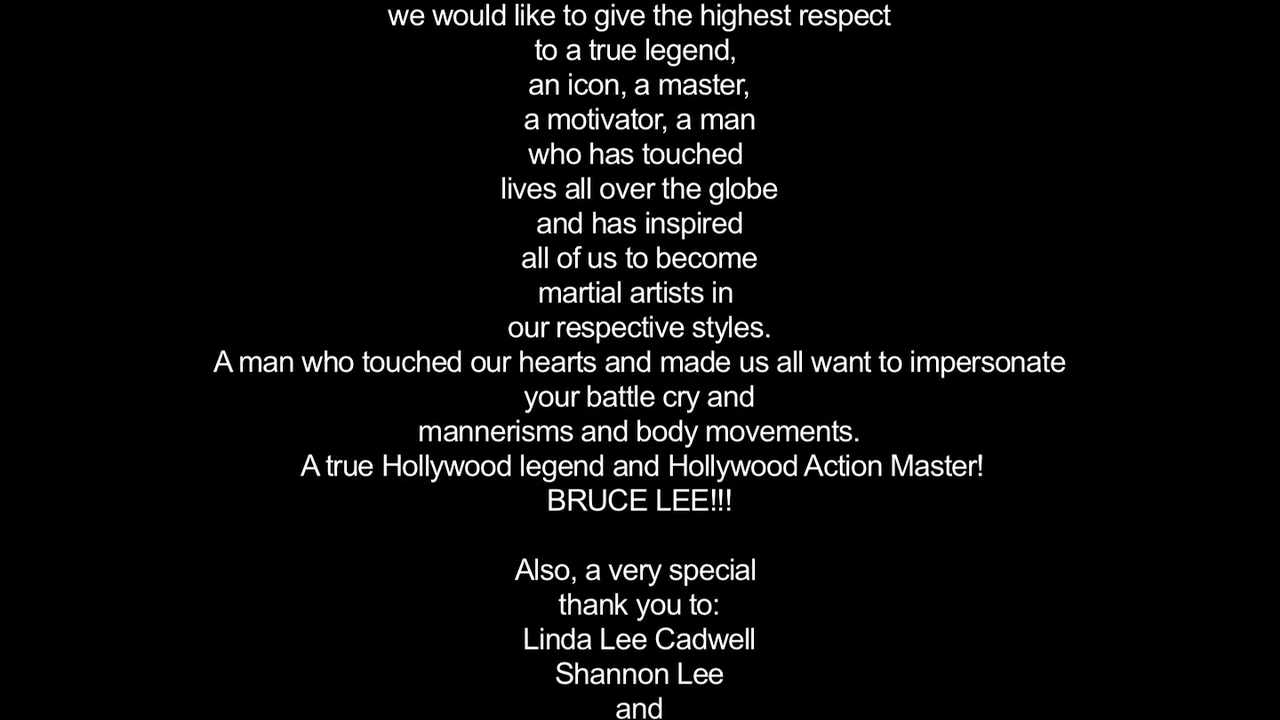 we would like to give the highest respect
to a true legend,
an icon, a master,
a motivator, a man
who has touched
lives all over the globe
and has inspired
all of us to become
martial artists in
our respective styles.
A man who touched our hearts and made us all want to impersonate
your battle cry and
mannerisms and body movements.
A true Hollywood legend and Hollywood Action Master!
BRUCE LEE!!!
Also, a very special
thank you to:
Linda Lee Cadwell
Shannon Lee
and